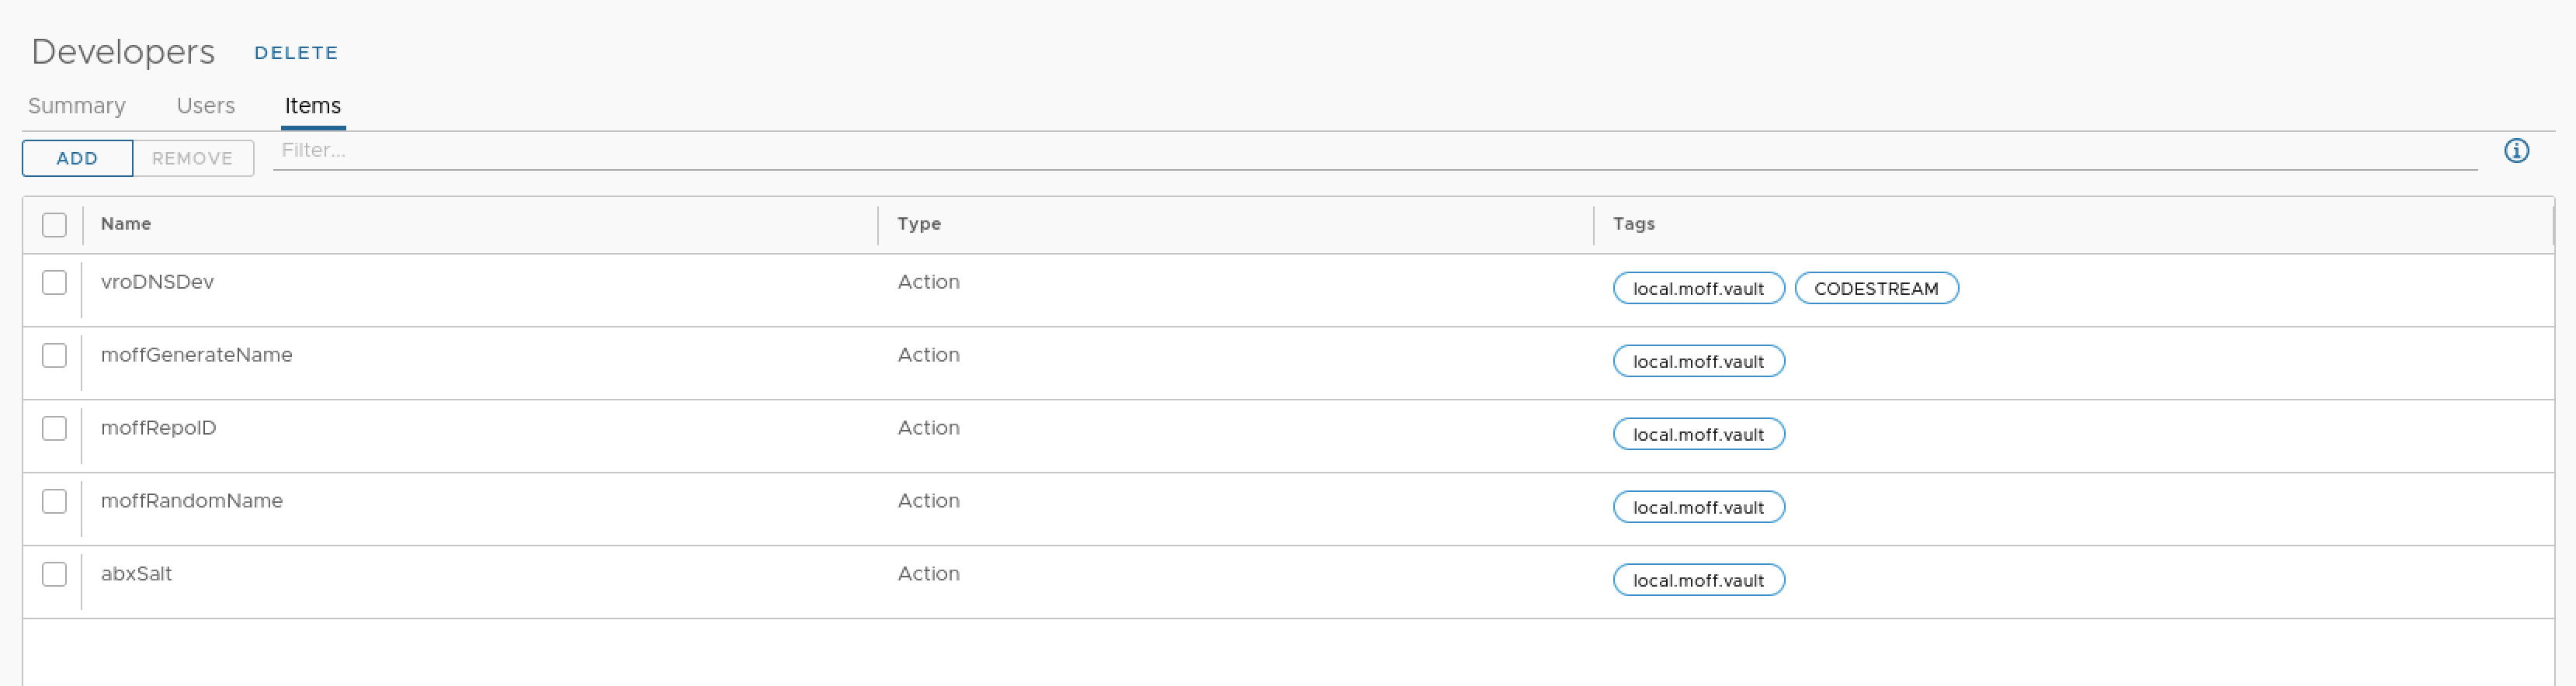 Developers DELETE
Summary Users Items
ADD REMOVE Filter...
Name Type Tags
vroDNSDev Action local.moff.vault CODESTREAM
moffGenerateName Action local.moff.vault
moffRepoID Action local.moff.vault
moffRandomName Action local.moff.vault
abxSalt Action local.moff.vault